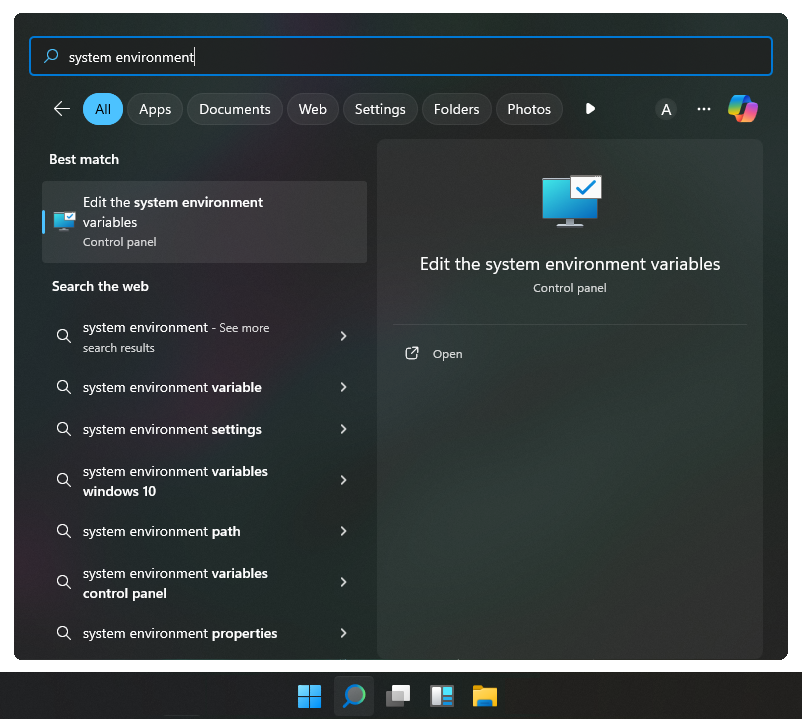 system environment
All
Apps
Documents
Web
Settings
Folders
Photos
A
Best match
Edit the system environment
variables
Control panel
Search the web
system environment - See more
search results
system environment variable
system environment settings
system environment variables
windows 10
system environment path
system environment variables
control panel
system environment properties
Edit the system environment variables
Control panel
Open